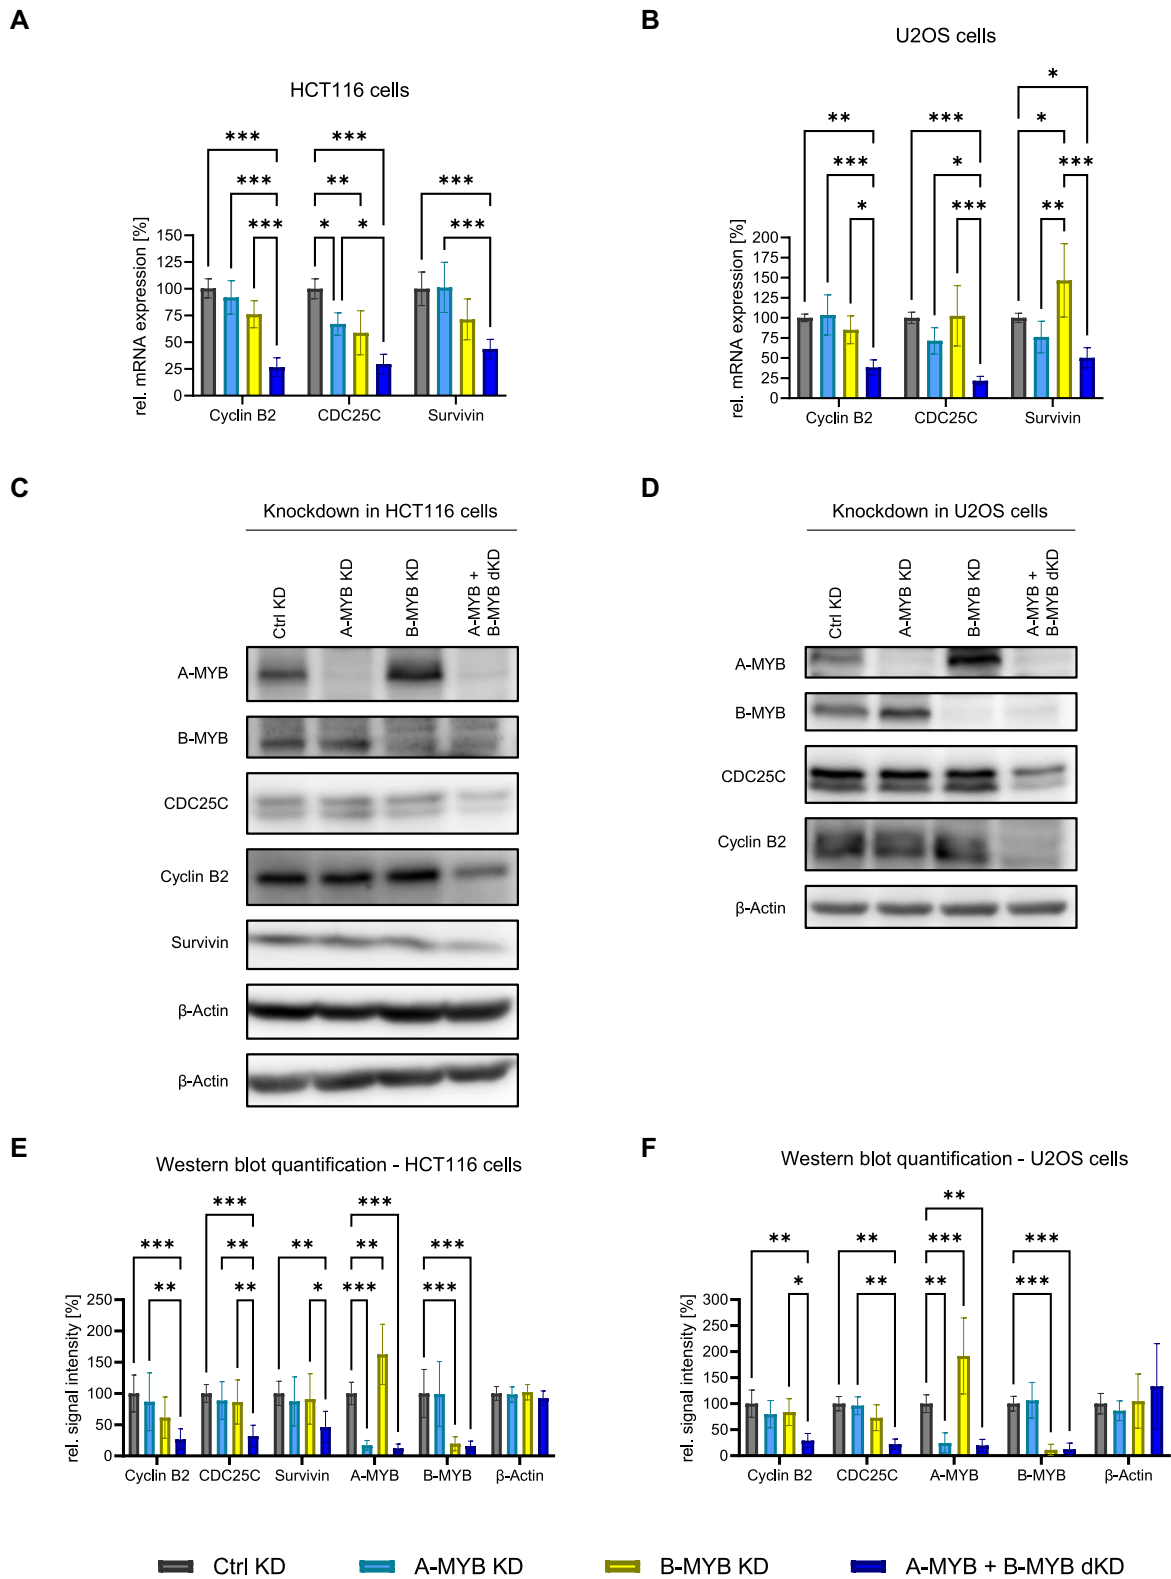 A
HCT116 cells
*** ***
*** ** ***
*** * * ***
rel. mRNA expression [%]
150
125
100
75
50
25
0
Cyclin B2 CDC25C Survivin
B
U2OS cells
*
** *** *
*** * ***
* *** **
rel. mRNA expression [%]
200
175
150
125
100
75
50
25
0
Cyclin B2 CDC25C Survivin
C
Knockdown in HCT116 cells
Ctrl KD
A-MYB KD
B-MYB KD
A-MYB +
B-MYB dKD
A-MYB
B-MYB
CDC25C
Cyclin B2
Survivin
β-Actin
β-Actin
D
Knockdown in U2OS cells
Ctrl KD
A-MYB KD
B-MYB KD
A-MYB +
B-MYB dKD
A-MYB
B-MYB
CDC25C
Cyclin B2
β-Actin
E
Western blot quantification - HCT116 cells
*** ***
*** ** ** ** ***
** ** * *** ***
rel. signal intensity [%]
250
200
150
100
50
0
Cyclin B2 CDC25C Survivin A-MYB B-MYB β-Actin
F
Western blot quantification - U2OS cells
**
** ** *** ***
* ** ** ***
rel. signal intensity [%]
300
250
200
150
100
50
0
Cyclin B2 CDC25C A-MYB B-MYB β-Actin
Ctrl KD A-MYB KD B-MYB KD A-MYB + B-MYB dKD